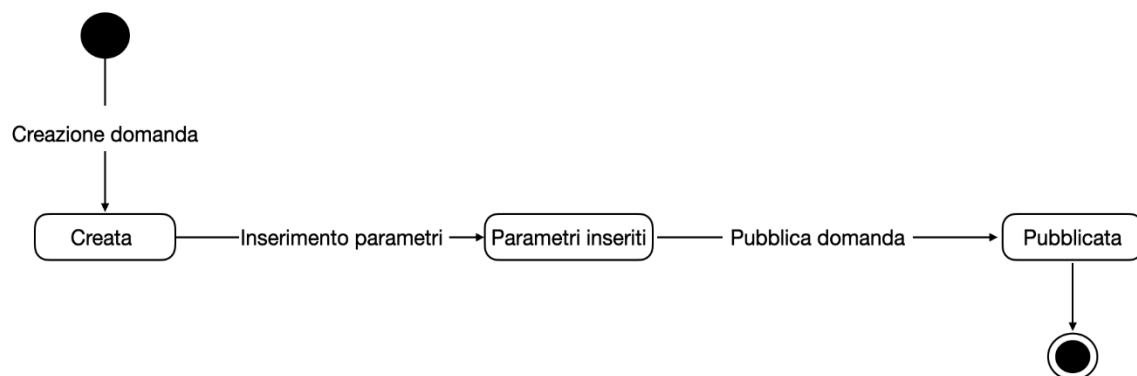 Creazione domanda
Creata
Inserimento parametri
Parametri inseriti
Pubblica domanda
Pubblicata